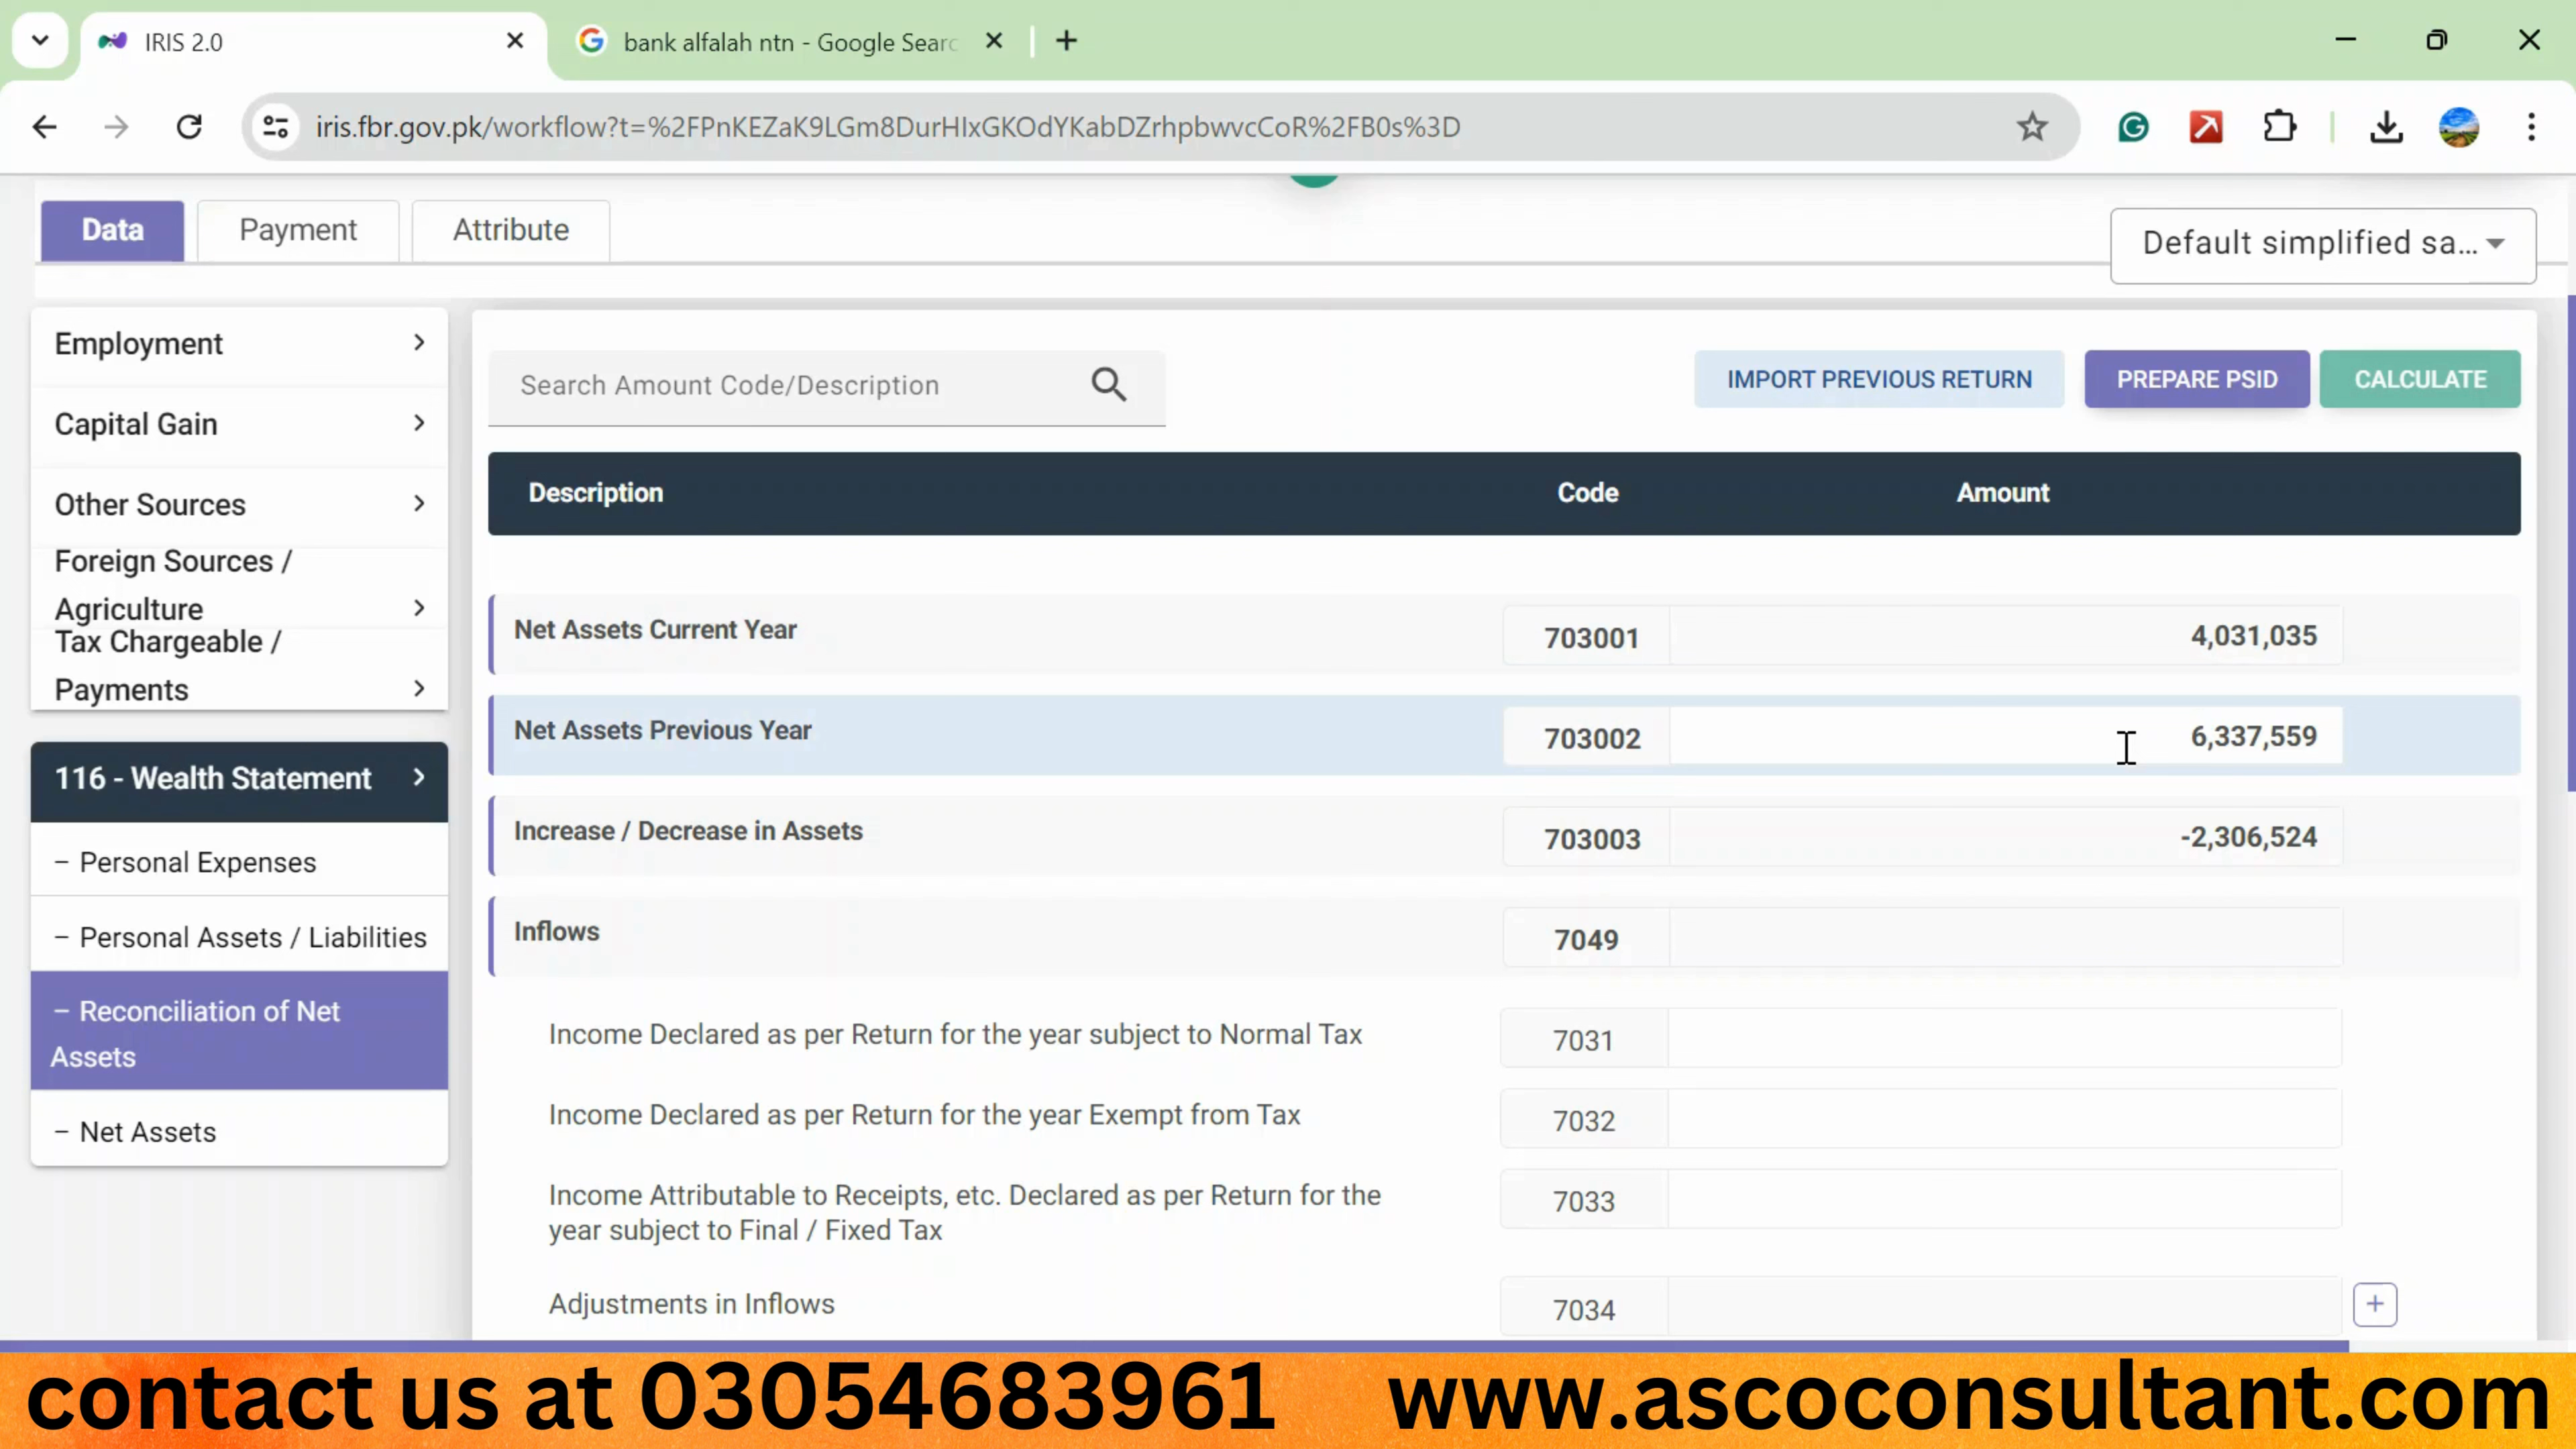 IRIS 2.0
bank alfalah ntn - Google Searc
iris.fbr.gov.pk/workflow?t=%2FPnKEZaK9LGm8DurHIxGKOdYKabDZrhpbwvcCoR%2FB0s%3D
Data
Payment
Attribute
Default simplified sa...
Employment
Capital Gain
Other Sources
Foreign Sources /
Agriculture
Tax Chargeable /
Payments
116 - Wealth Statement
– Personal Expenses
– Personal Assets / Liabilities
– Reconciliation of Net
Assets
– Net Assets
Search Amount Code/Description
IMPORT PREVIOUS RETURN
PREPARE PSID
CALCULATE
Description Code Amount
Net Assets Current Year 703001 4,031,035
Net Assets Previous Year 703002 6,337,559
Increase / Decrease in Assets 703003 -2,306,524
Inflows 7049
Income Declared as per Return for the year subject to Normal Tax 7031
Income Declared as per Return for the year Exempt from Tax 7032
Income Attributable to Receipts, etc. Declared as per Return for the
year subject to Final / Fixed Tax 7033
Adjustments in Inflows 7034 +
contact us at 03054683961 www.ascoconsultant.com